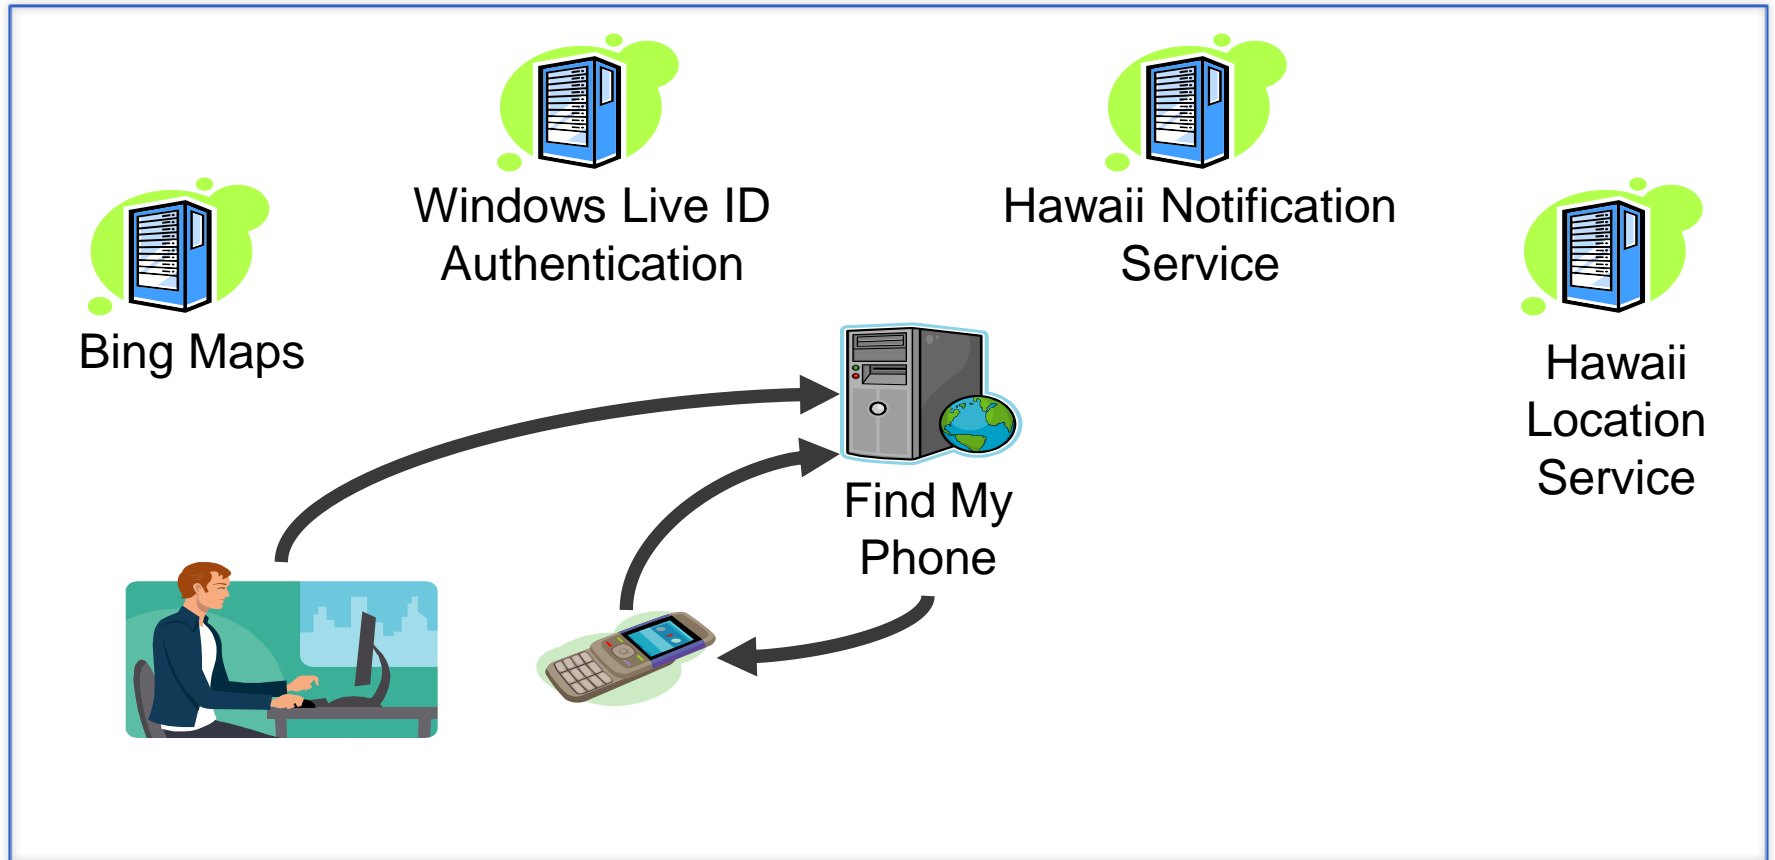 Windows Live ID
Authentication
Hawaii Notification
Service
Bing Maps
Hawaii
Location
Service
Find My
Phone